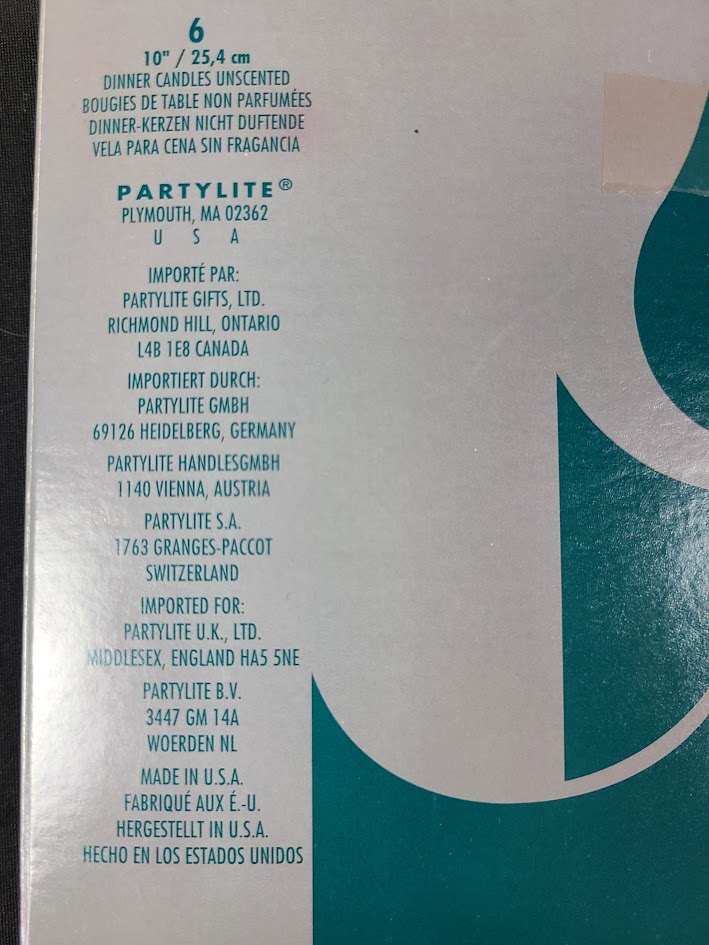 6
10" / 25,4 cm
DINNER CANDLES UNSCENTED
BOUGIES DE TABLE NON PARFUMÉES
DINNER-KERZEN NICHT DUFTENDE
VELA PARA CENA SIN FRAGANCIA
PARTYLITE®
PLYMOUTH, MA 02362
U S A
IMPORTÉ PAR:
PARTYLITE GIFTS, LTD.
RICHMOND HILL, ONTARIO
L4B 1E8 CANADA
IMPORTIERT DURCH:
PARTYLITE GMBH
69126 HEIDELBERG, GERMANY
PARTYLITE HANDLESGMBH
1140 VIENNA, AUSTRIA
PARTYLITE S.A.
1763 GRANGES-PACCOT
SWITZERLAND
IMPORTED FOR:
PARTYLITE U.K., LTD.
MIDDLESEX, ENGLAND HA5 5NE
PARTYLITE B.V.
3447 GM 14A
WOERDEN NL
MADE IN U.S.A.
FABRIQUÉ AUX É.-U.
HERGESTELLT IN U.S.A.
HECHO EN LOS ESTADOS UNIDOS